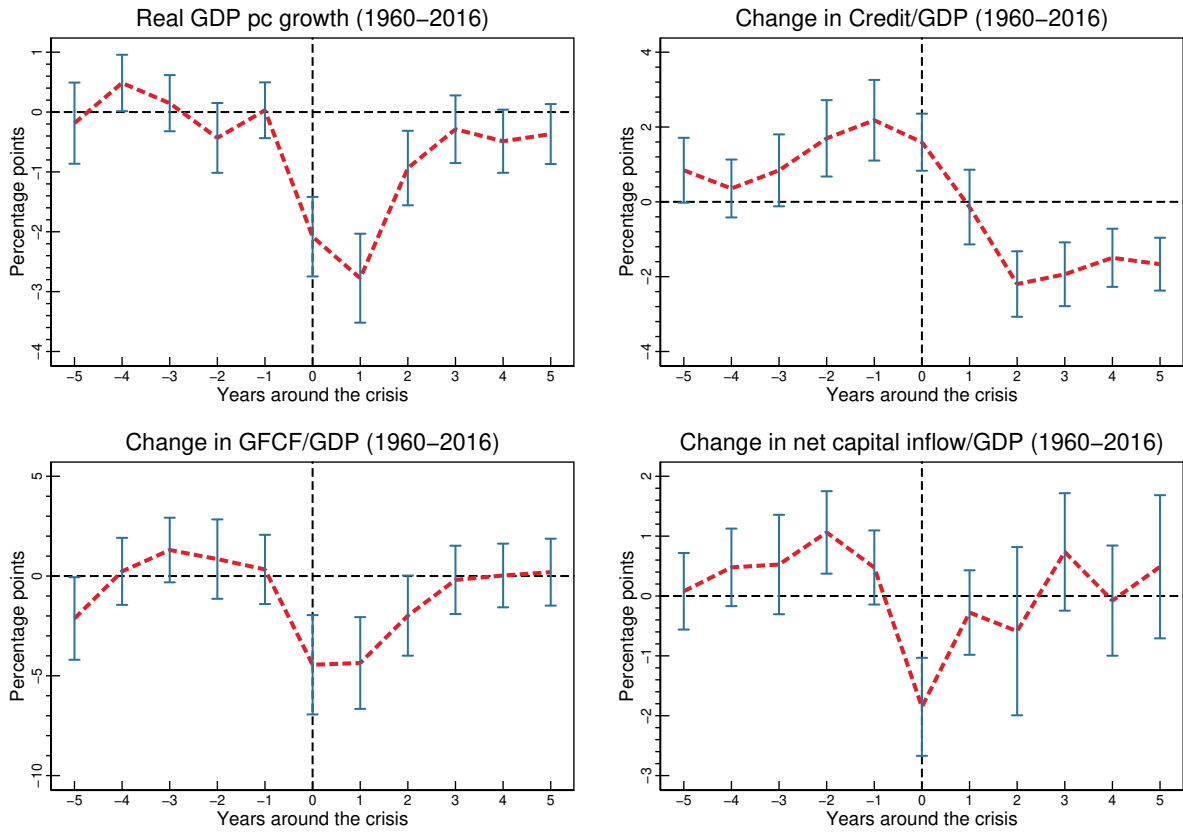 Real GDP pc growth (1960−2016)
Percentage points
1
0
−1
−2
−3
−4
−5 −4 −3 −2 −1 0 1 2 3 4 5
Years around the crisis
Change in Credit/GDP (1960−2016)
Percentage points
4
2
0
−2
−4
−5 −4 −3 −2 −1 0 1 2 3 4 5
Years around the crisis
Change in GFCF/GDP (1960−2016)
Percentage points
5
0
−5
−10
−5 −4 −3 −2 −1 0 1 2 3 4 5
Years around the crisis
Change in net capital inflow/GDP (1960−2016)
Percentage points
2
1
0
−1
−2
−3
−5 −4 −3 −2 −1 0 1 2 3 4 5
Years around the crisis